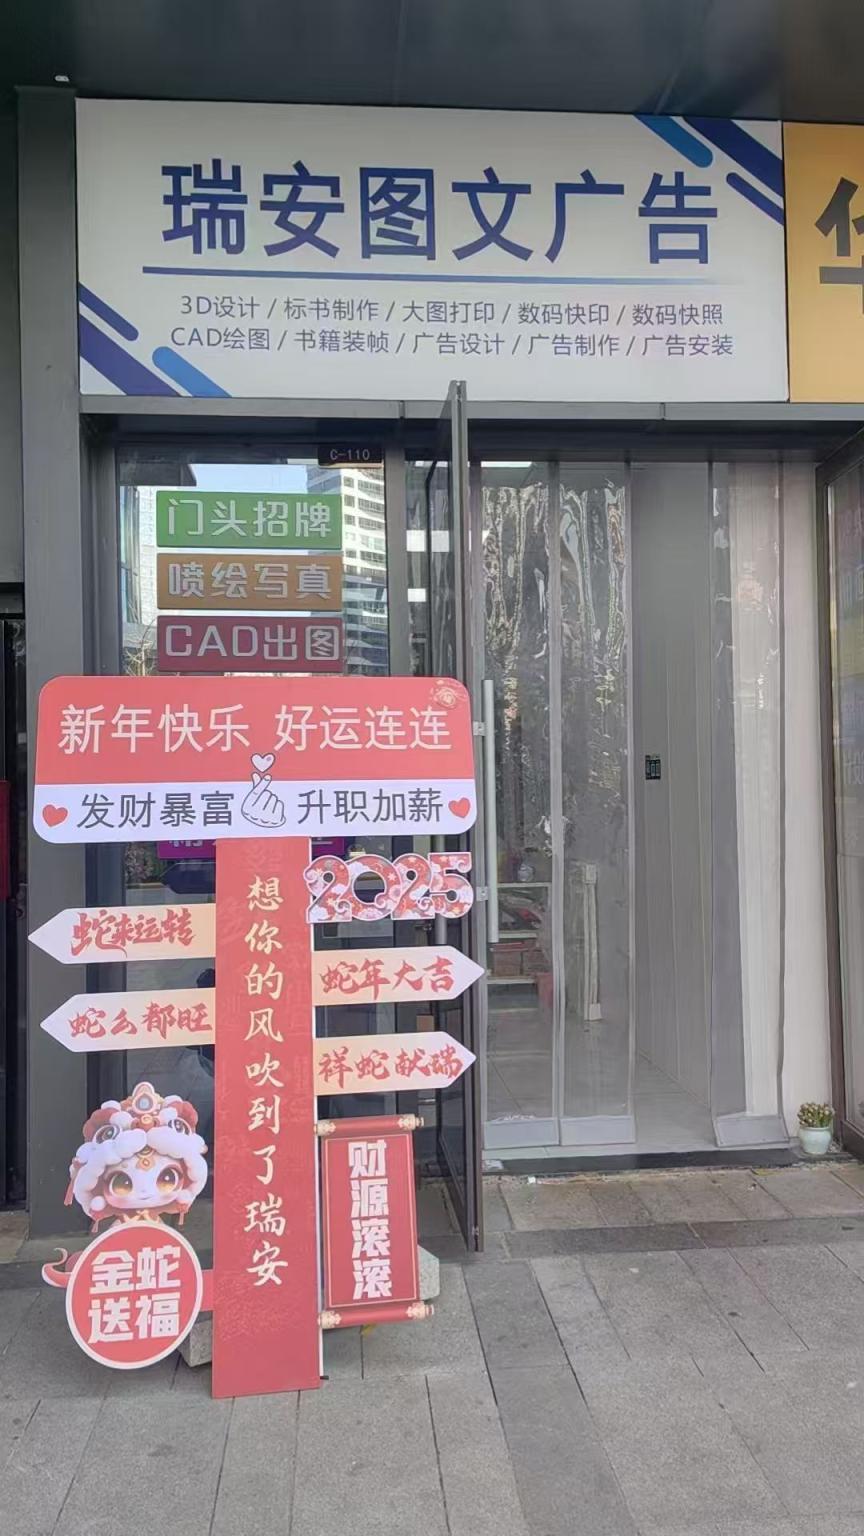 瑞安图文广告
3D设计 / 标书制作 / 大图打印 / 数码快印 / 数码快照
CAD绘图 / 书籍装帧 / 广告设计 / 广告制作 / 广告安装
华
C-110
门头招牌
喷绘写真
CAD出图
新年快乐 好运连连
发财暴富 升职加薪
2025
蛇来运转
蛇年大吉
蛇么都旺
祥蛇献瑞
想你的风吹到了瑞安
财源滚滚
金蛇
送福